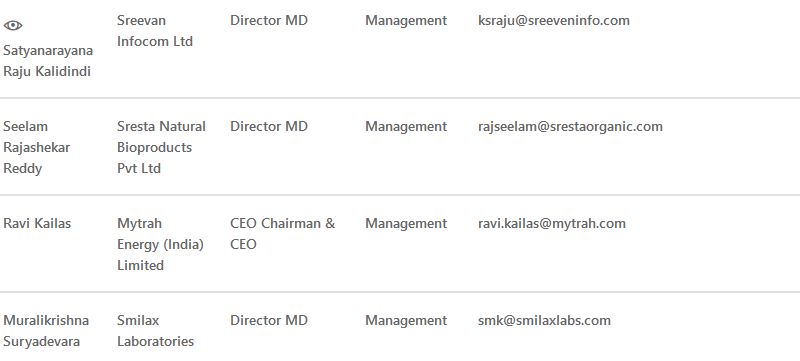 Satyanarayana
Raju Kalidindi
Sreevan
Infocom Ltd
Director MD
Management
ksraju@sreeveninfo.com
Seelam
Rajashekar
Reddy
Sresta Natural
Bioproducts
Pvt Ltd
Director MD
Management
rajseelam@srestaorganic.com
Ravi Kailas
Mytrah
Energy (India)
Limited
CEO Chairman &
CEO
Management
ravi.kailas@mytrah.com
Muralikrishna
Suryadevara
Smilax
Laboratories
Director MD
Management
smk@smilaxlabs.com